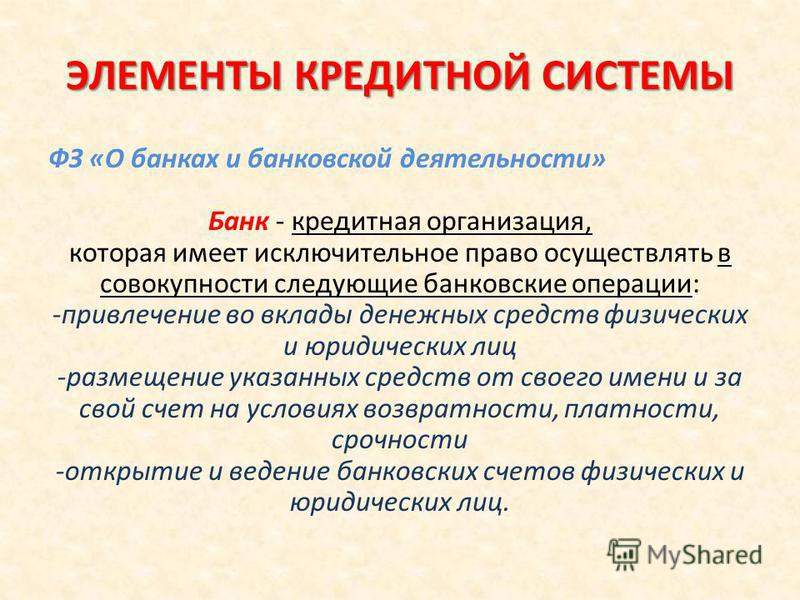 ЭЛЕМЕНТЫ КРЕДИТНОЙ СИСТЕМЫ
ФЗ «О банках и банковской деятельности»
Банк - кредитная организация,
которая имеет исключительное право осуществлять в
совокупности следующие банковские операции:
-привлечение во вклады денежных средств физических
и юридических лиц
-размещение указанных средств от своего имени и за
свой счет на условиях возвратности, платности,
срочности
-открытие и ведение банковских счетов физических и
юридических лиц.
MyShared